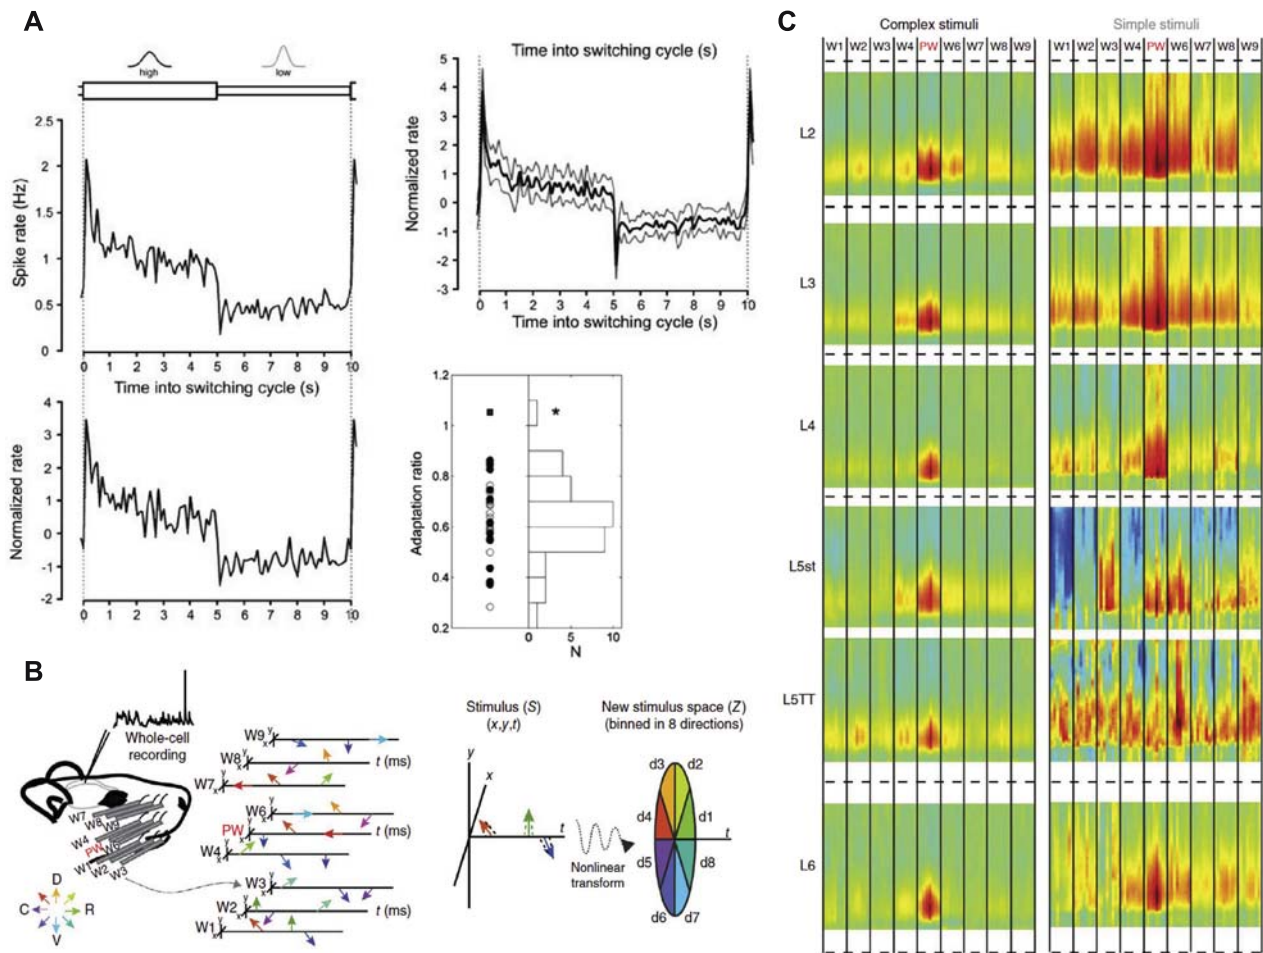 A
high
low
2.5
2
1.5
1
0.5
0
Spike rate (Hz)
0 1 2 3 4 5 6 7 8 9 10
Time into switching cycle (s)
4
3
2
1
0
-1
-2
Normalized rate
0 1 2 3 4 5 6 7 8 9 10
Time into switching cycle (s)
5
4
3
2
1
0
-1
-2
-3
Normalized rate
0 1 2 3 4 5 6 7 8 9 10
Time into switching cycle (s)
1.2
1
0.8
0.6
0.4
0.2
Adaptation ratio
*
0 5 10
N
B
Whole-cell
recording
W7
W8
W9
W4
PW
W6
W1
W2
W3
D
C R
V
W9 y x
W8 y x t (ms)
W7 y x
W6 y x
PW y x t (ms)
W4 y x
W3 y x
W2 y x t (ms)
W1 y x
Stimulus (S)
(x,y,t)
y
x
t
Nonlinear
transform
New stimulus space (Z)
(binned in 8 directions)
d3 d2
d4 d1
t
d5 d8
d6 d7
C
Complex stimuli
W1 W2 W3 W4 PW W6 W7 W8 W9
Simple stimuli
W1 W2 W3 W4 PW W6 W7 W8 W9
L2
L3
L4
L5st
L5TT
L6